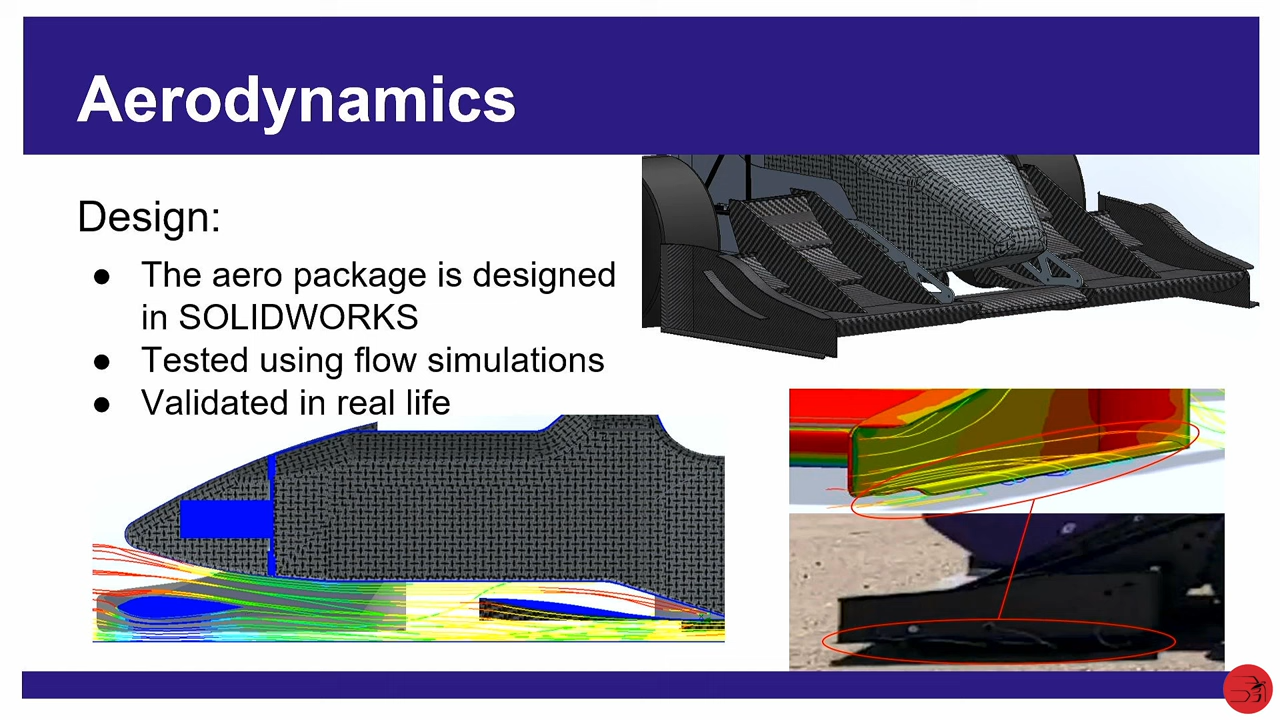 Aerodynamics
Design:
● The aero package is designed
in SOLIDWORKS
● Tested using flow simulations
● Validated in real life